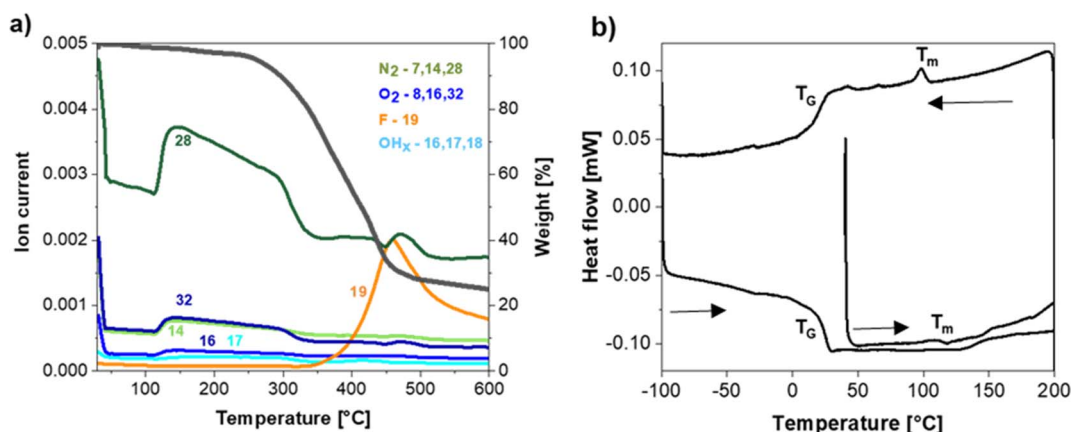 a)
0.005
0.004
0.003
0.002
0.001
0.000
Ion current
100
200
300
400
500
600
Temperature [°C]
100
80
60
40
20
0
Weight [%]
N2 - 7,14,28
O2 - 8,16,32
F - 19
OHX - 16,17,18
28
32
14
16
17
19
b)
0.10
0.05
0.00
-0.05
-0.10
Heat flow [mW]
-100
-50
0
50
100
150
200
Temperature [°C]
TG
Tm
TG
Tm